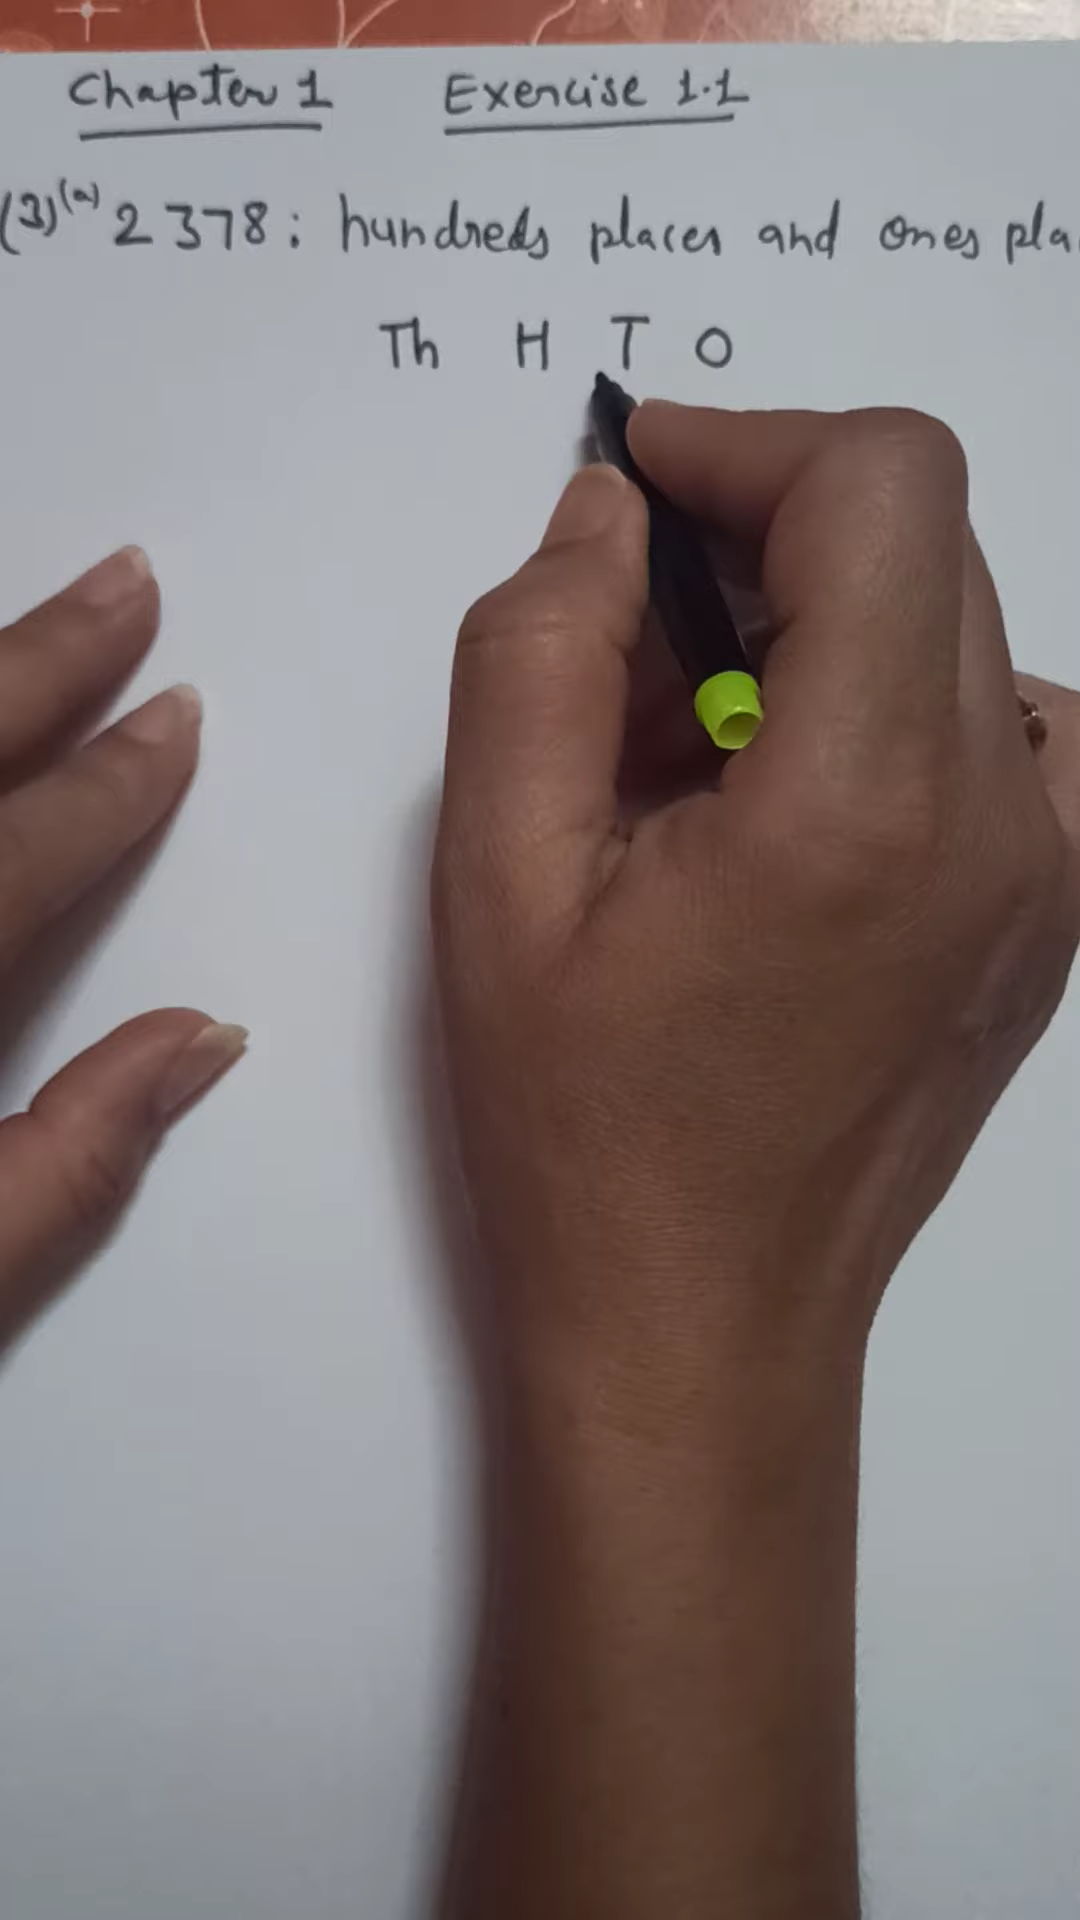 Chapter 1 Exercise 1.1
(3)(a) 2378 : hundreds places and ones pla
Th H T O